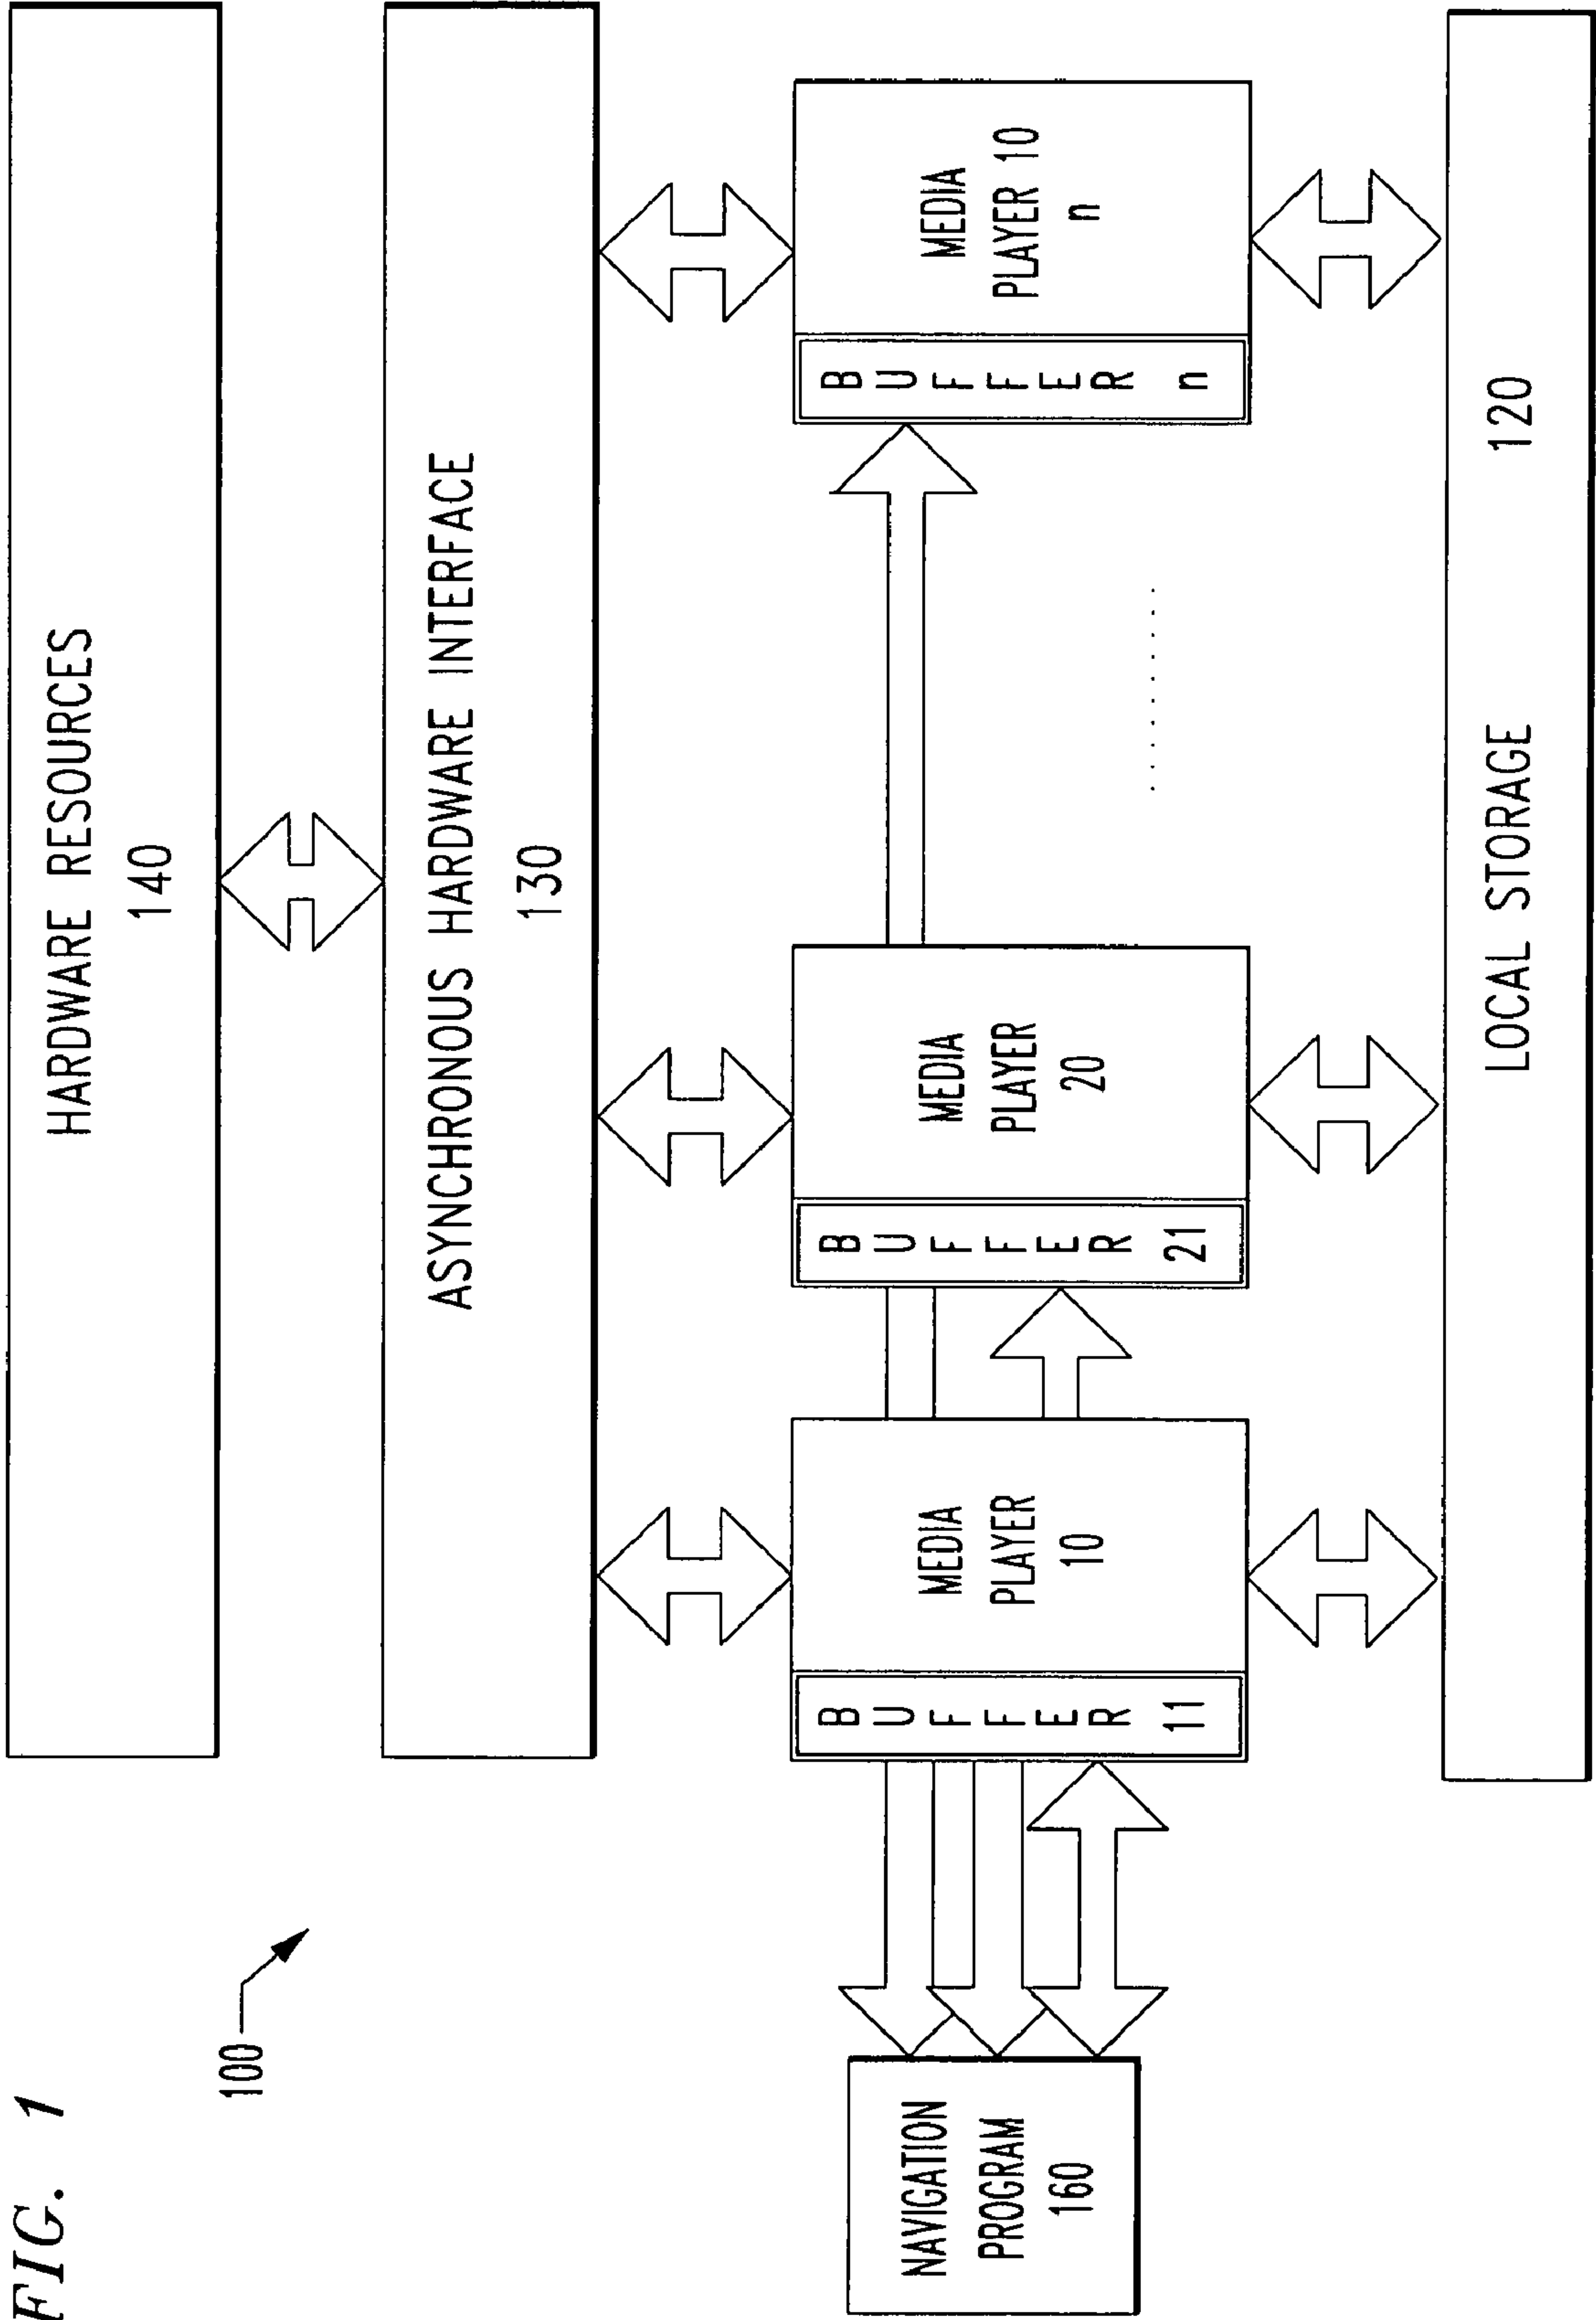 FIG. 1
100
HARDWARE RESOURCES
140
ASYNCHRONOUS HARDWARE INTERFACE
130
NAVIGATION
PROGRAM
160
BUFFER 11
MEDIA
PLAYER
10
BUFFER 21
MEDIA
PLAYER
20
BUFFER n
MEDIA
PLAYER 10
n
LOCAL STORAGE 120